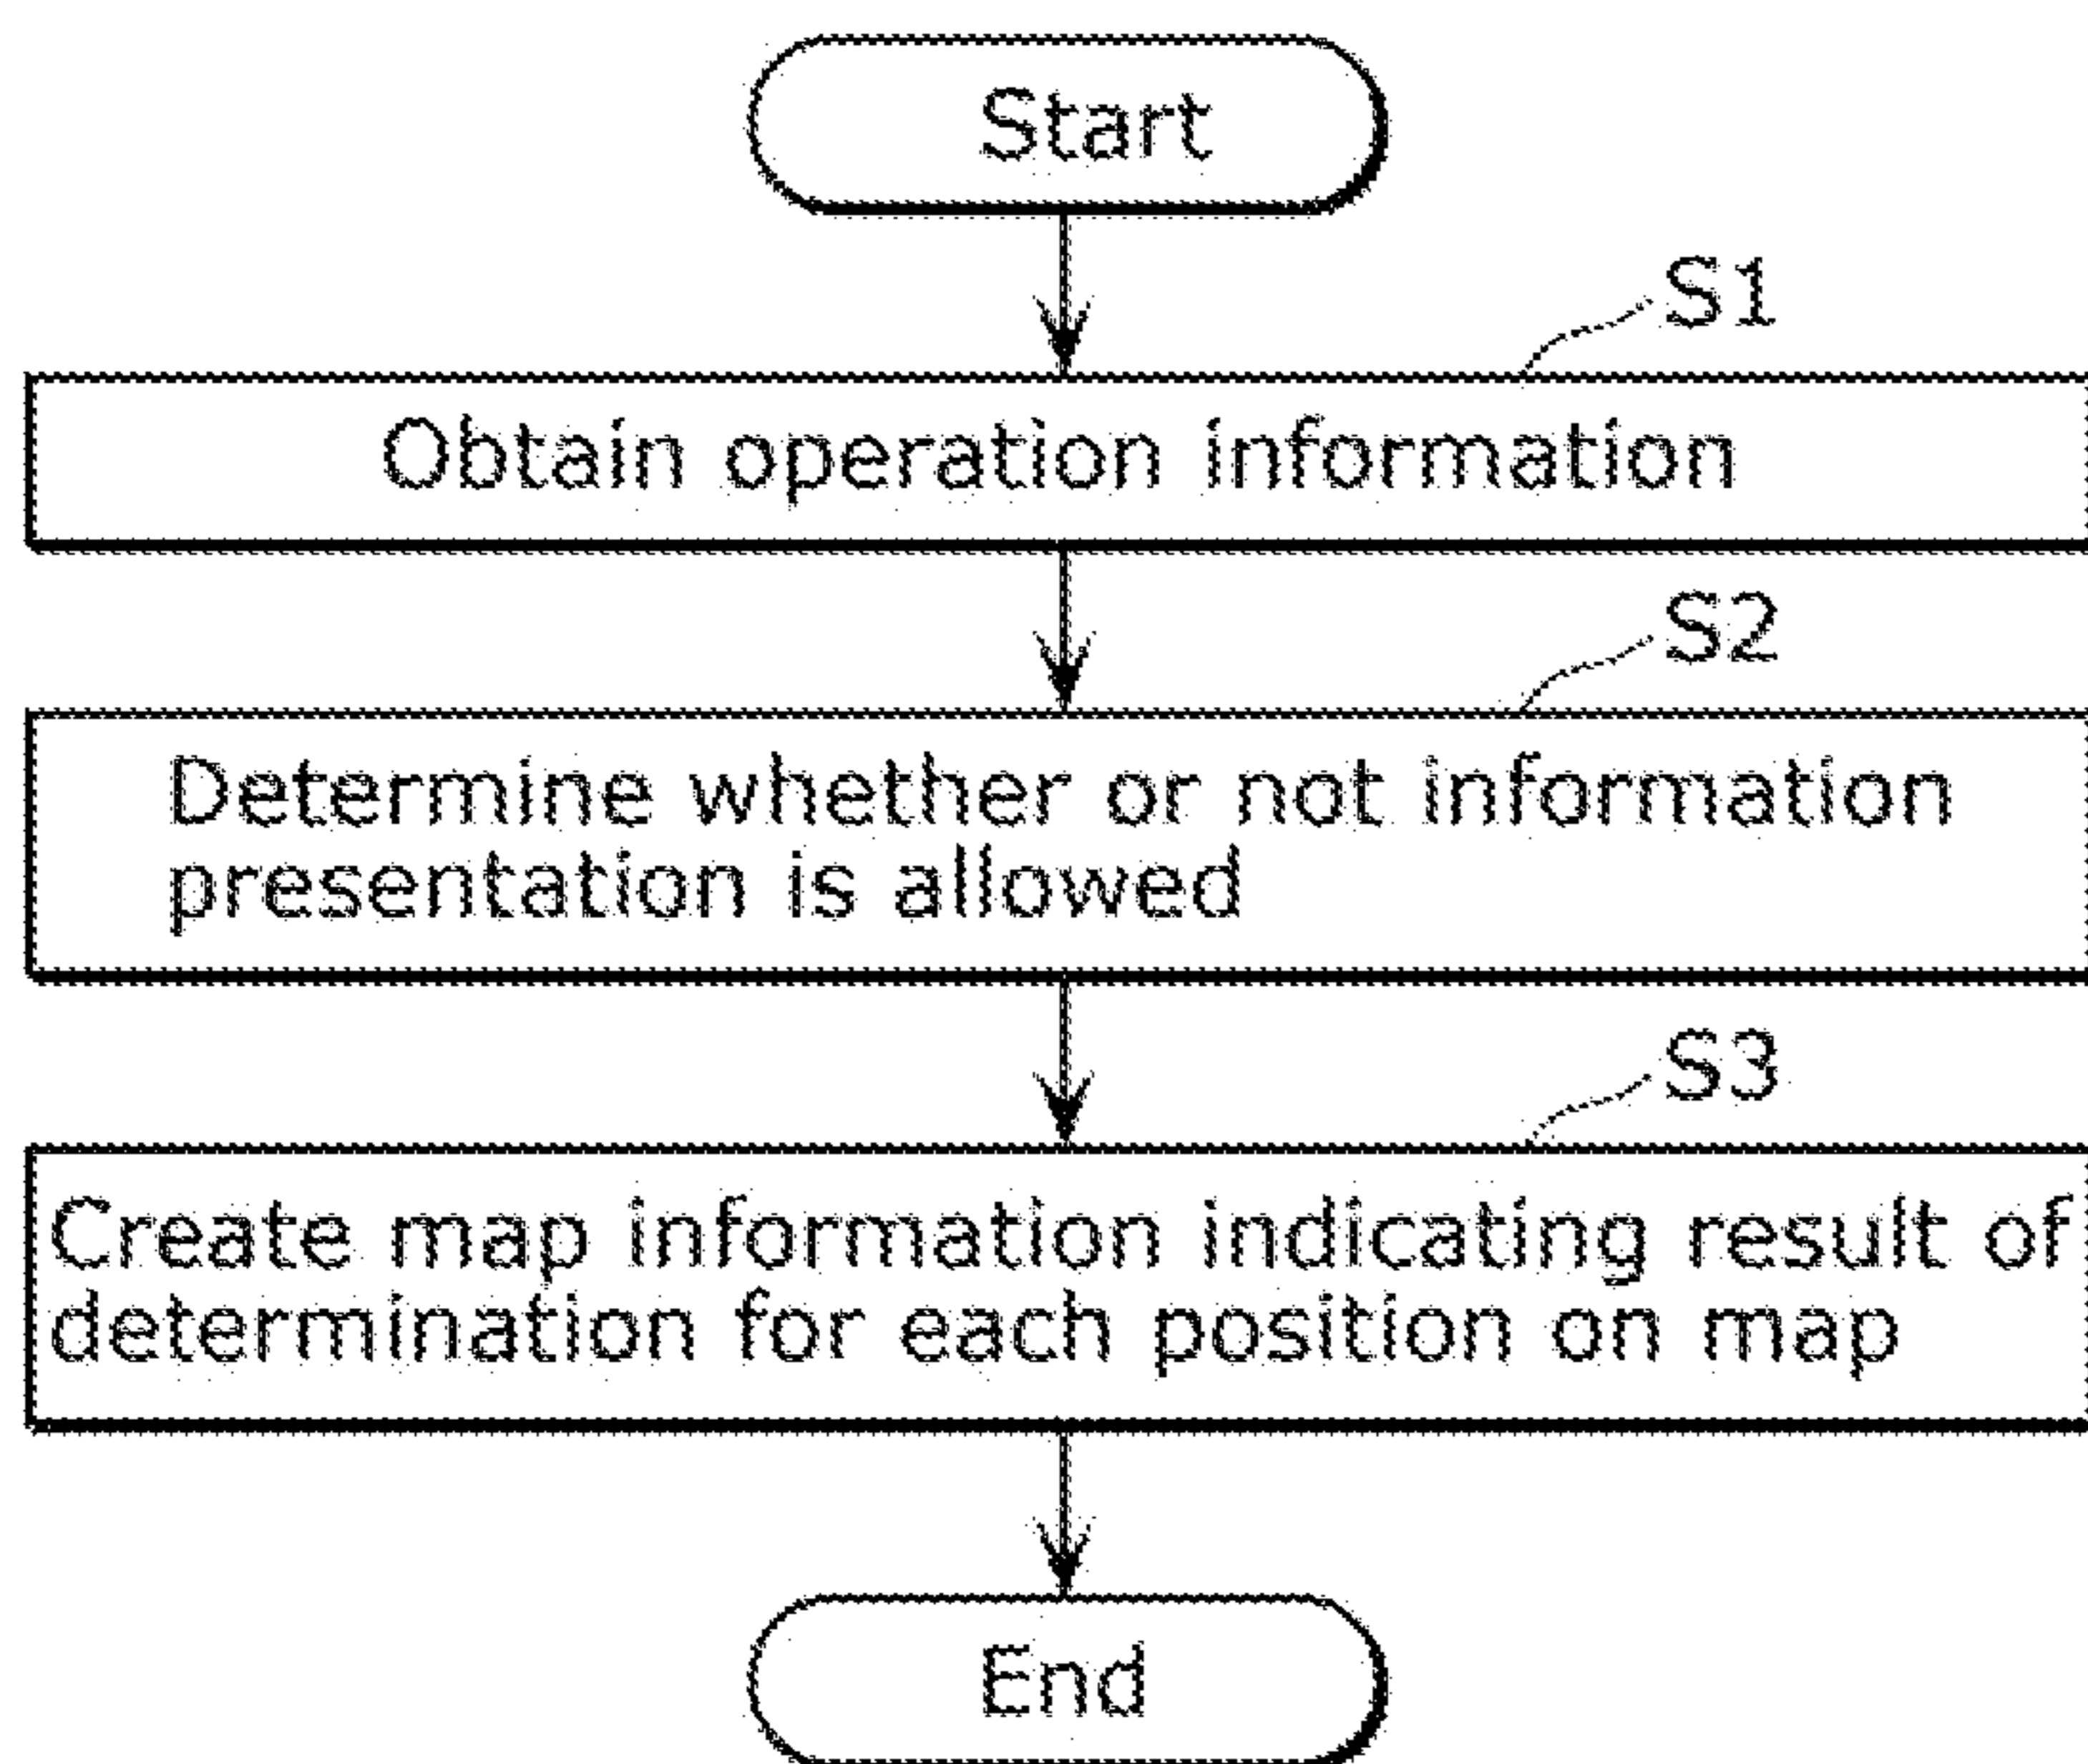 Start
S1
Obtain operation information
S2
Determine whether or not information
presentation is allowed
S3
Create map information indicating result of
determination for each position on map
End